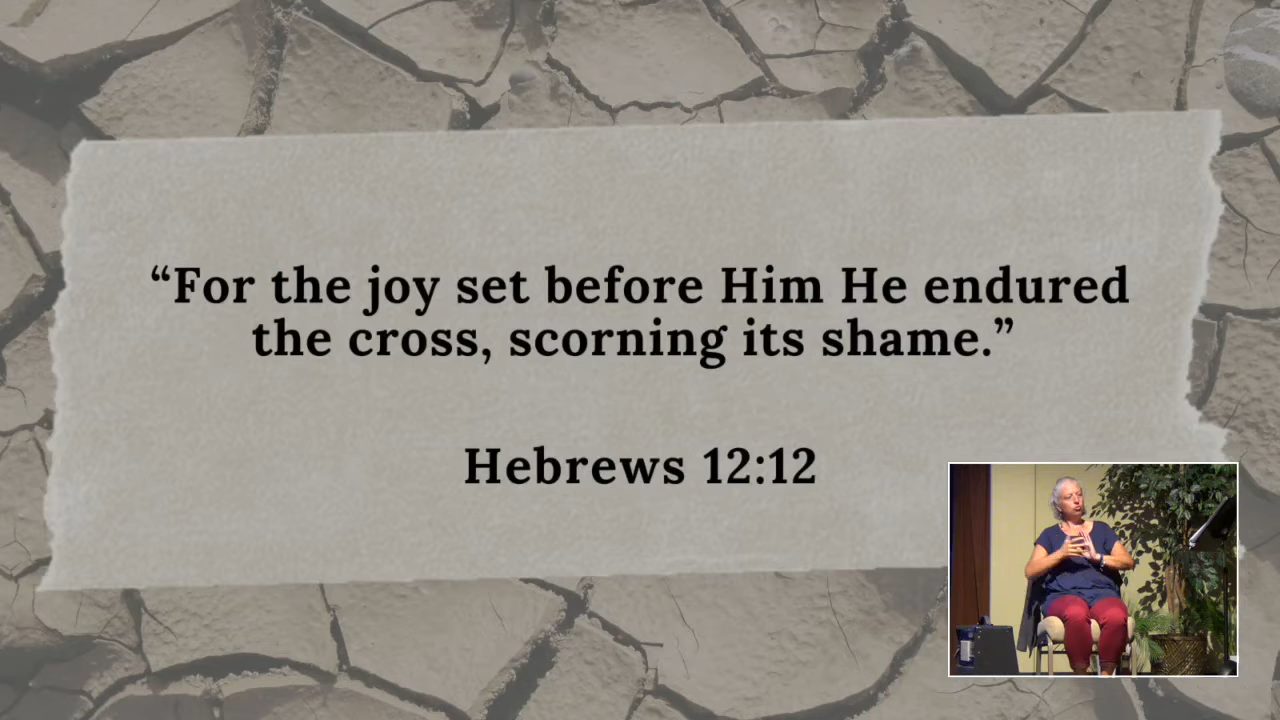 “For the joy set before Him He endured
the cross, scorning its shame.”
Hebrews 12:12